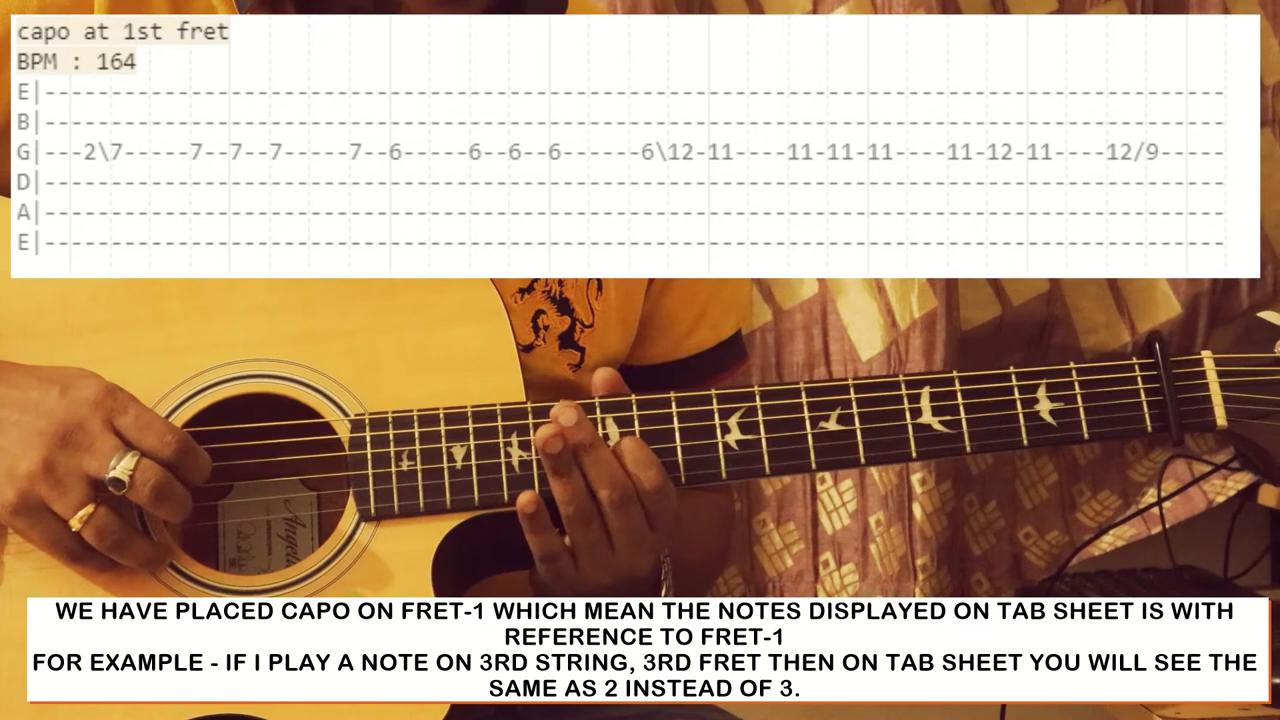 capo at 1st fret
BPM : 164
E|-----------------------------------------------------------------------
B|-----------------------------------------------------------------------
G|----2\7-----7--7--7-----7--6-----6--6--6------6\12-11----11-11-11----11-12-11----12/9-----
D|-----------------------------------------------------------------------
A|-----------------------------------------------------------------------
E|-----------------------------------------------------------------------
Angel
WE HAVE PLACED CAPO ON FRET-1 WHICH MEAN THE NOTES DISPLAYED ON TAB SHEET IS WITH
REFERENCE TO FRET-1
FOR EXAMPLE - IF I PLAY A NOTE ON 3RD STRING, 3RD FRET THEN ON TAB SHEET YOU WILL SEE THE
SAME AS 2 INSTEAD OF 3.